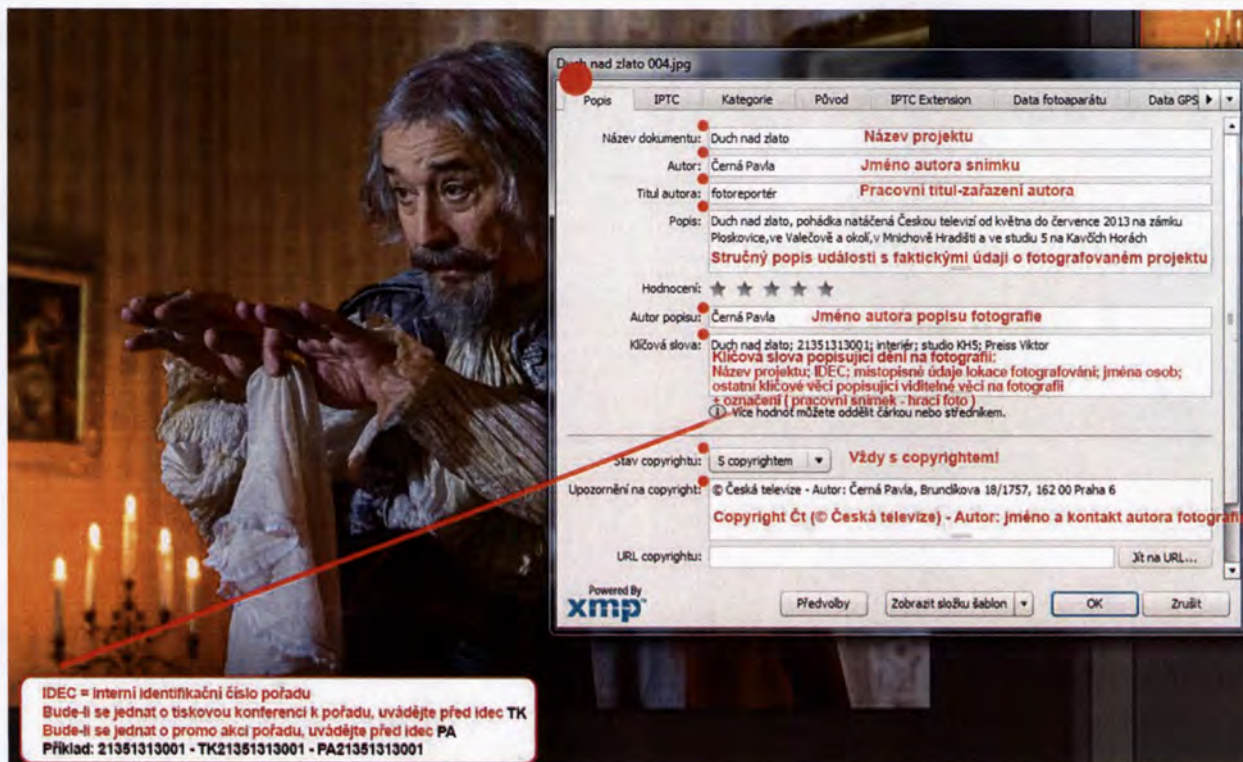 Duch nad zlato 004.jpg
Popis IPTC Kategorie Původ IPTC Extension Data fotoaparátu Data GPS
Název dokumentu: Duch nad zlato Název projektu
Autor: Černá Pavla Jméno autora snímku
Titul autora: fotoreportér Pracovní titul-zařazení autora
Popis: Duch nad zlato, pohádka natáčená Českou televizí od května do července 2013 na zámku
Ploskovice,ve Valečově a okolí,v Mnichově Hradišti a ve studiu 5 na Kavčích Horách
Stručný popis události s faktickými údaji o fotografovaném projektu
Hodnocení:
Autor popisu: Černá Pavla Jméno autora popisu fotografie
Klíčová slova: Duch nad zlato; 21351313001; interiér; studio KH5; Preiss Viktor
Klíčová slova popisující dění na fotografii:
Název projektu; IDEC; místopisné údaje lokace fotografování; jména osob;
ostatní klíčové věci popisující viditelné věci na fotografii
+ označení ( pracovní snímek - hrací foto )
Více hodnot můžete oddělit čárkou nebo středníkem.
Stav copyrightu: S copyrightem Vždy s copyrightem!
Upozornění na copyright: © Česká televize - Autor: Černá Pavla, Brunclíkova 18/1757, 162 00 Praha 6
Copyright Čt (© Česká televize) - Autor: jméno a kontakt autora fotografi
URL copyrightu: Jít na URL...
Powered By
xmp™ Předvolby Zobrazit složku šablon OK Zrušit
IDEC = interní identifikační číslo pořadu
Bude-li se jednat o tiskovou konferenci k pořadu, uvádějte před idec TK
Bude-li se jednat o promo akci pořadu, uvádějte před idec PA
Příklad: 21351313001 - TK21351313001 - PA21351313001